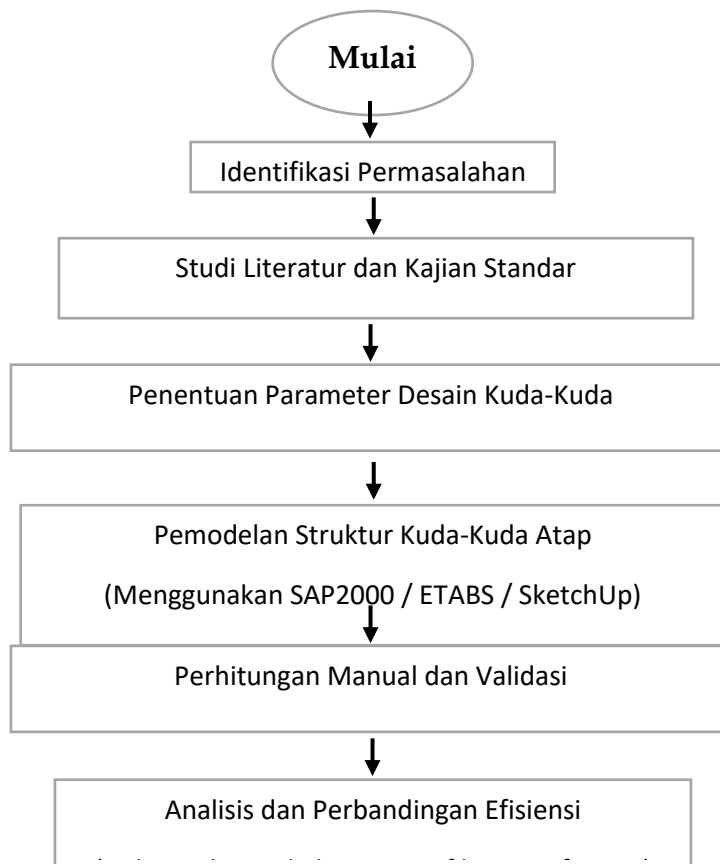 Mulai
Identifikasi Permasalahan
Studi Literatur dan Kajian Standar
Penentuan Parameter Desain Kuda-Kuda
Pemodelan Struktur Kuda-Kuda Atap
(Menggunakan SAP2000 / ETABS / SketchUp)
Perhitungan Manual dan Validasi
Analisis dan Perbandingan Efisiensi